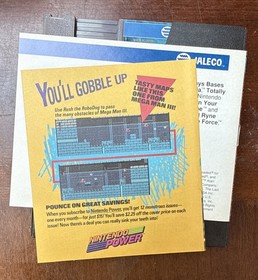 JALECO.
ys Bases
," Totally
Nintendo
n Your
e" and
Ryne
Force."
YOU'LL GOBBLE UP
TASTY MAPS
LIKE THIS
ONE FROM
MEGA MAN III!
Use Rush the RoboDog to pass
the many obstacles of Mega Man III.
POUNCE ON GREAT SAVINGS!
When you subscribe to Nintendo Power, you'll get 12 monstrous issues—
one every month—for just $15! You'll save $2.25 off the cover price on each
issue! Now there's a deal you can really sink your teeth into!
NINTENDO
POWER